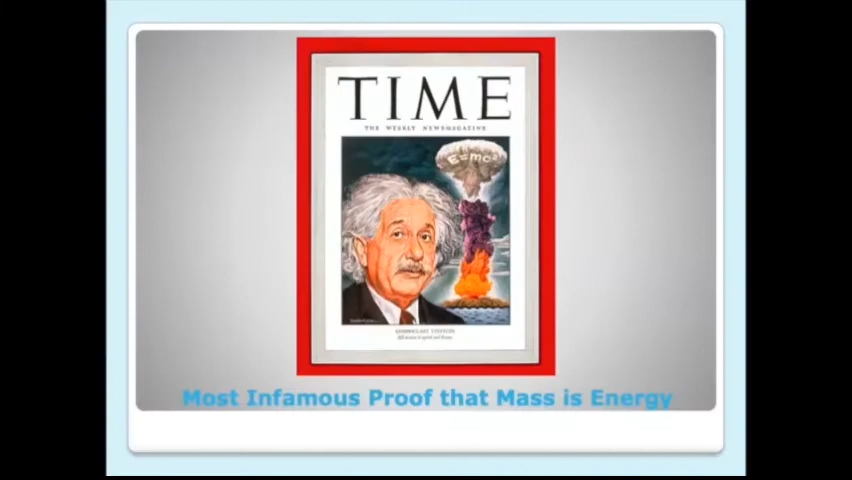 TIME
THE WEEKLY NEWSMAGAZINE
E=mc²
Most Infamous Proof that Mass is Energy